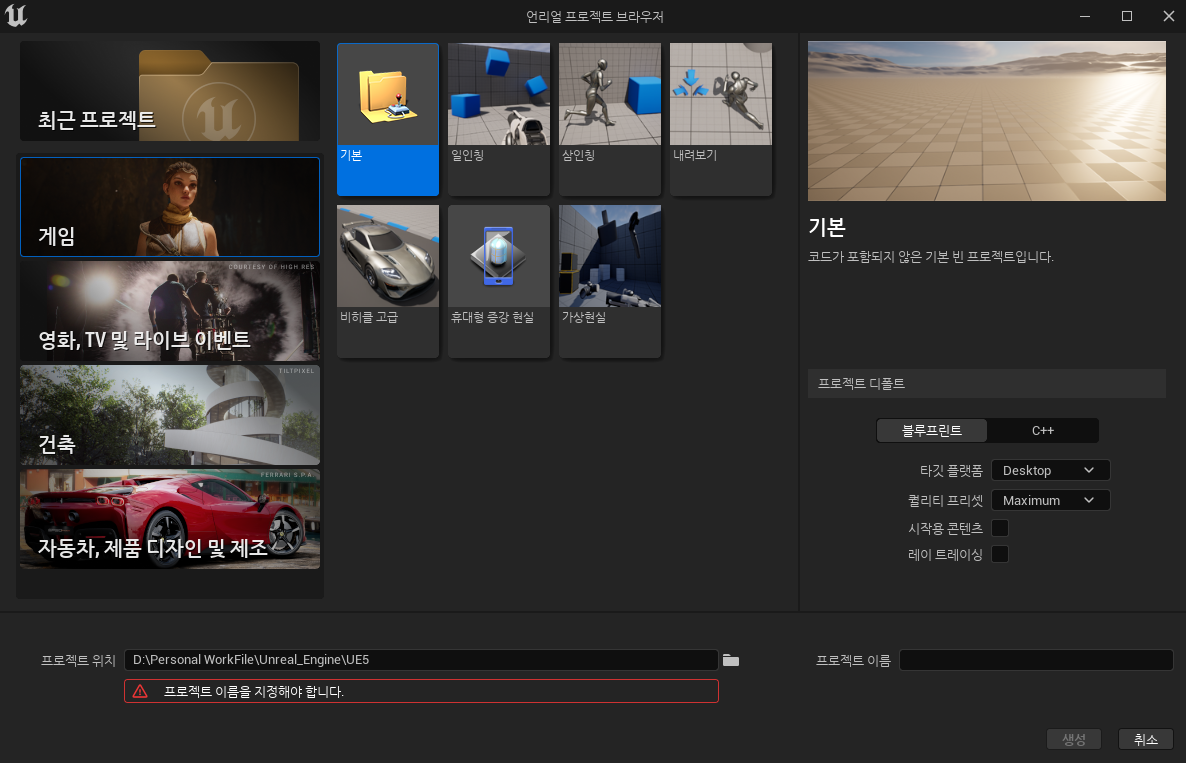 언리얼 프로젝트 브라우저
최근 프로젝트
게임
COURTESY OF HIGH RES
영화, TV 및 라이브 이벤트
TILTPIXEL
건축
FERRARI S.P.A
자동차, 제품 디자인 및 제조
기본
일인칭
삼인칭
내려보기
비히클 고급
휴대형 증강 현실
가상현실
기본
코드가 포함되지 않은 기본 빈 프로젝트입니다.
프로젝트 디폴트
블루프린트
C++
타깃 플랫폼
Desktop
퀄리티 프리셋
Maximum
시작용 콘텐츠
레이 트레이싱
프로젝트 위치
D:\Personal WorkFile\Unreal_Engine\UE5
프로젝트 이름
프로젝트 이름을 지정해야 합니다.
생성
취소